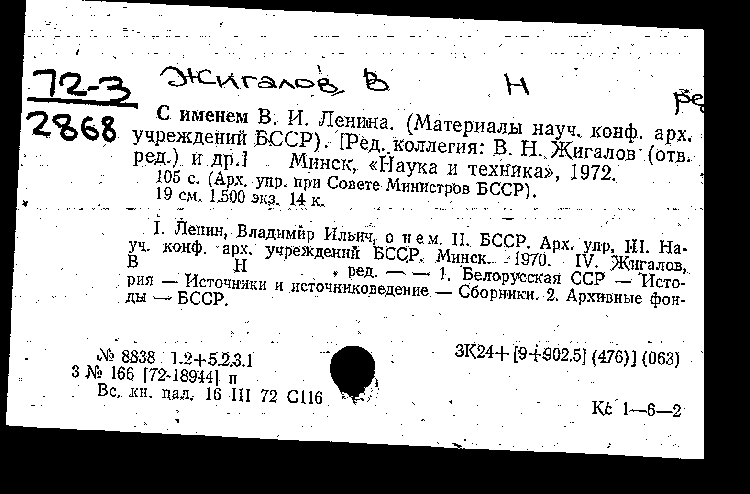 72-3 Жигалов В Н ре
2868
С именем В. И. Ленина. (Материалы науч. конф. арх.
учреждений БССР). [Ред. коллегия: В. Н. Жигалов (отв.
ред.) и др.] Минск, «Наука и техника», 1972.
105 с. (Арх. упр. при Совете Министров БССР).
19 см. 1.500 экз. 14 к.
I. Ленин, Владимир Ильич, о нем. II. БССР. Арх. упр. III. На-
уч. конф. арх. учреждений БССР. Минск. 1970. IV. Жигалов,
В Н , ред. — — 1. Белорусская ССР — Исто-
рия — Источники и источниковедение — Сборники. 2. Архивные фон-
ды — БССР.
№ 8838 1.2+5.2.3.1
3К24+[9+902.5](476)](063)
3 № 166 [72-18944] п
Вс. кн. пал. 16 III 72 С116
Кс 1—6—2